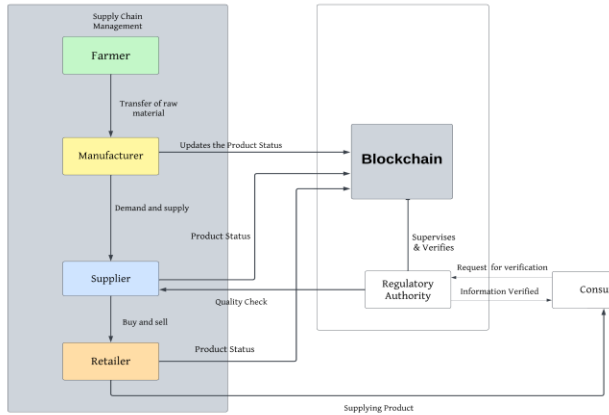 Supply Chain
Management
Farmer
Transfer of raw
material
Manufacturer
Updates the Product Status
Blockchain
Demand and supply
Product Status
Supervises
& Verifies
Supplier
Quality Check
Regulatory
Authority
Request for verification
Information Verified
Consu
Buy and sell
Retailer
Product Status
Supplying Product